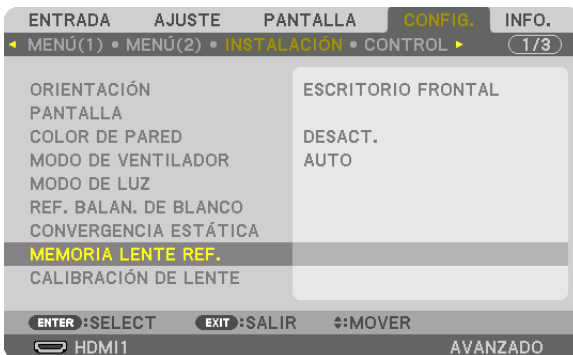 ENTRADA AJUSTE PANTALLA CONFIG. INFO.
MENÚ(1) • MENÚ(2) • INSTALACIÓN • CONTROL 1/3
ORIENTACIÓN ESCRITORIO FRONTAL
PANTALLA
COLOR DE PARED DESACT.
MODO DE VENTILADOR AUTO
MODO DE LUZ
REF. BALAN. DE BLANCO
CONVERGENCIA ESTÁTICA
MEMORIA LENTE REF.
CALIBRACIÓN DE LENTE
ENTER :SELECT EXIT :SALIR :MOVER
HDMI1 AVANZADO